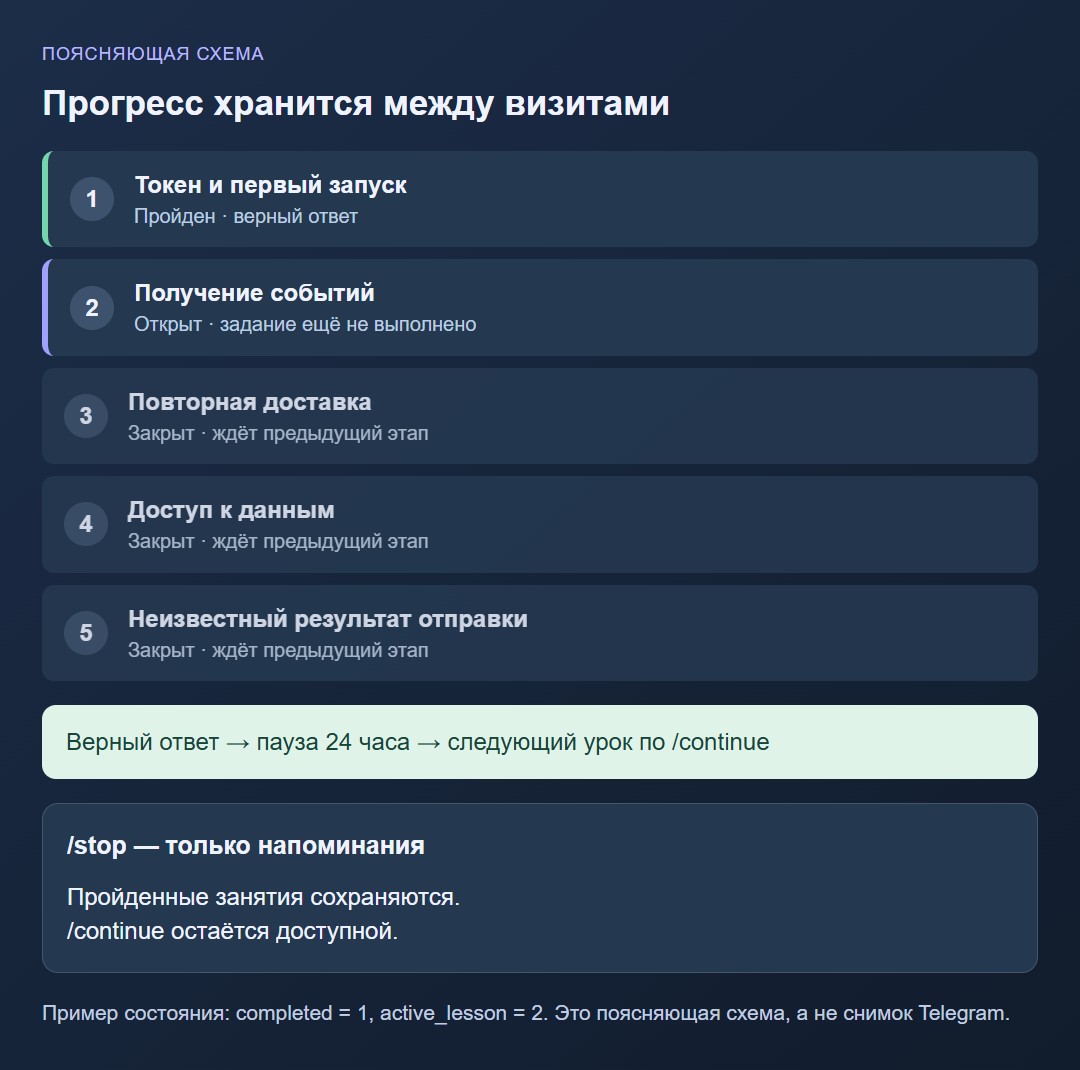 ПОЯСНЯЮЩАЯ СХЕМА
Прогресс хранится между визитами
1
Токен и первый запуск
Пройден · верный ответ
2
Получение событий
Открыт · задание ещё не выполнено
3
Повторная доставка
Закрыт · ждёт предыдущий этап
4
Доступ к данным
Закрыт · ждёт предыдущий этап
5
Неизвестный результат отправки
Закрыт · ждёт предыдущий этап
Верный ответ → пауза 24 часа → следующий урок по /continue
/stop — только напоминания
Пройденные занятия сохраняются.
/continue остаётся доступной.
Пример состояния: completed = 1, active_lesson = 2. Это поясняющая схема, а не снимок Telegram.